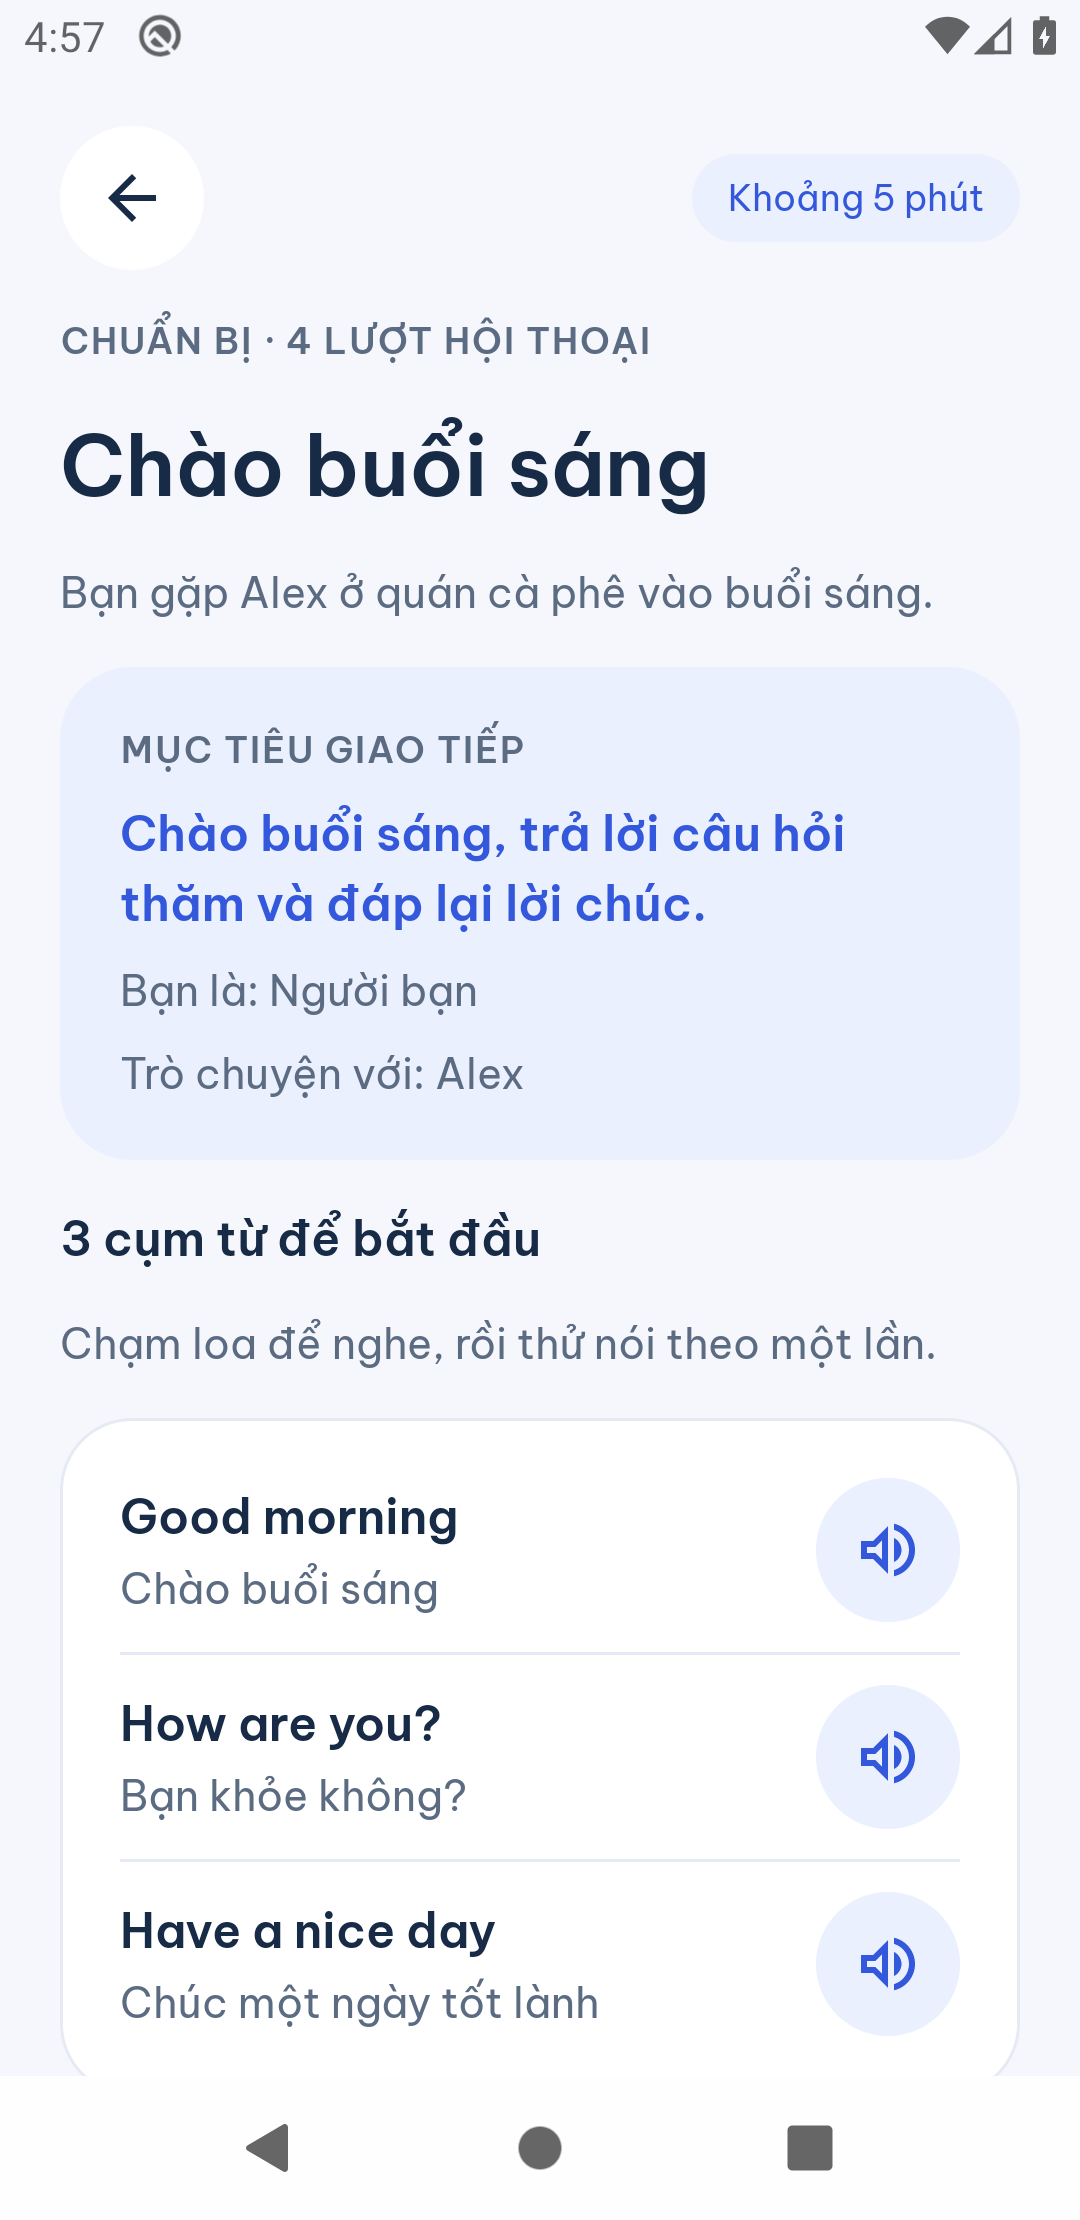 4:57
Khoảng 5 phút
CHUẨN BỊ · 4 LƯỢT HỘI THOẠI
Chào buổi sáng
Bạn gặp Alex ở quán cà phê vào buổi sáng.
MỤC TIÊU GIAO TIẾP
Chào buổi sáng, trả lời câu hỏi
thăm và đáp lại lời chúc.
Bạn là: Người bạn
Trò chuyện với: Alex
3 cụm từ để bắt đầu
Chạm loa để nghe, rồi thử nói theo một lần.
Good morning
Chào buổi sáng
How are you?
Bạn khỏe không?
Have a nice day
Chúc một ngày tốt lành